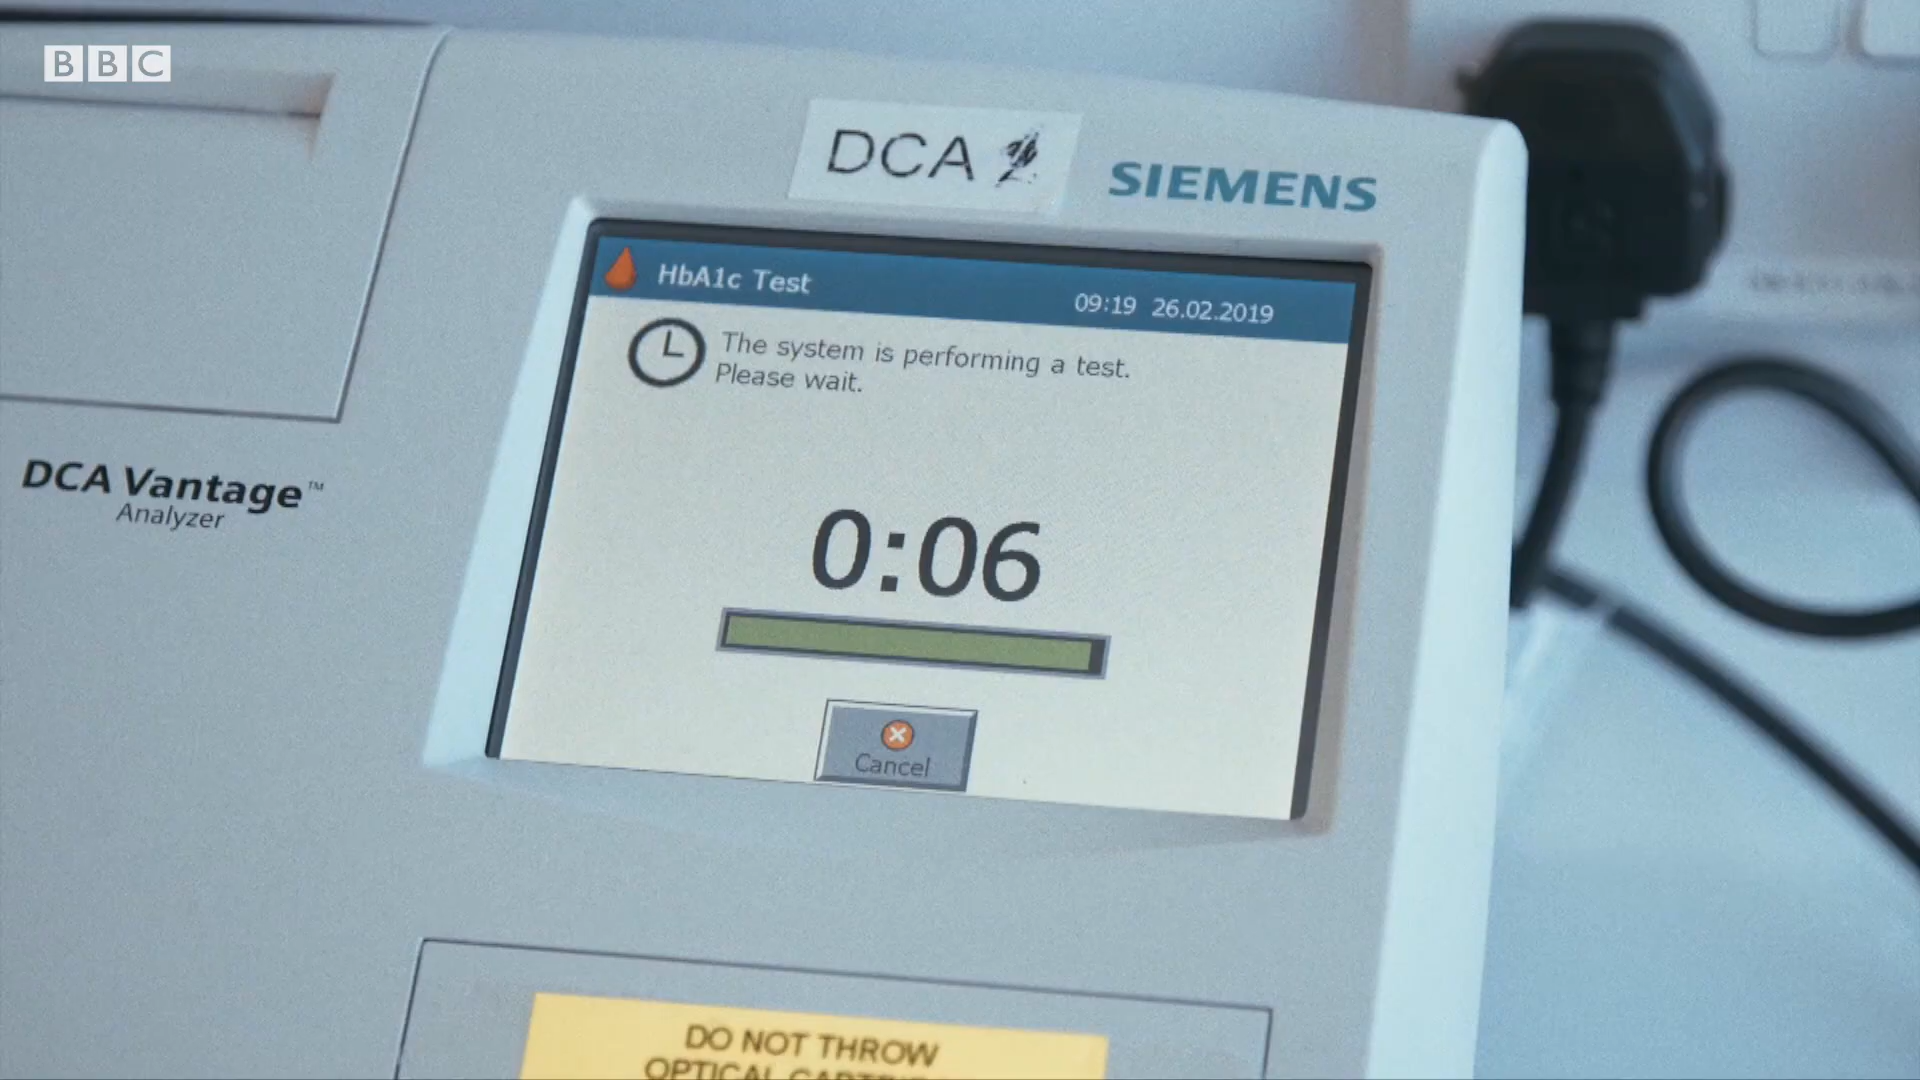 BBC
DCA
SIEMENS
HbA1c Test
09:19 26.02.2019
The system is performing a test.
Please wait.
DCA Vantage™
Analyzer
0:06
Cancel
DO NOT THROW
OPTICAL